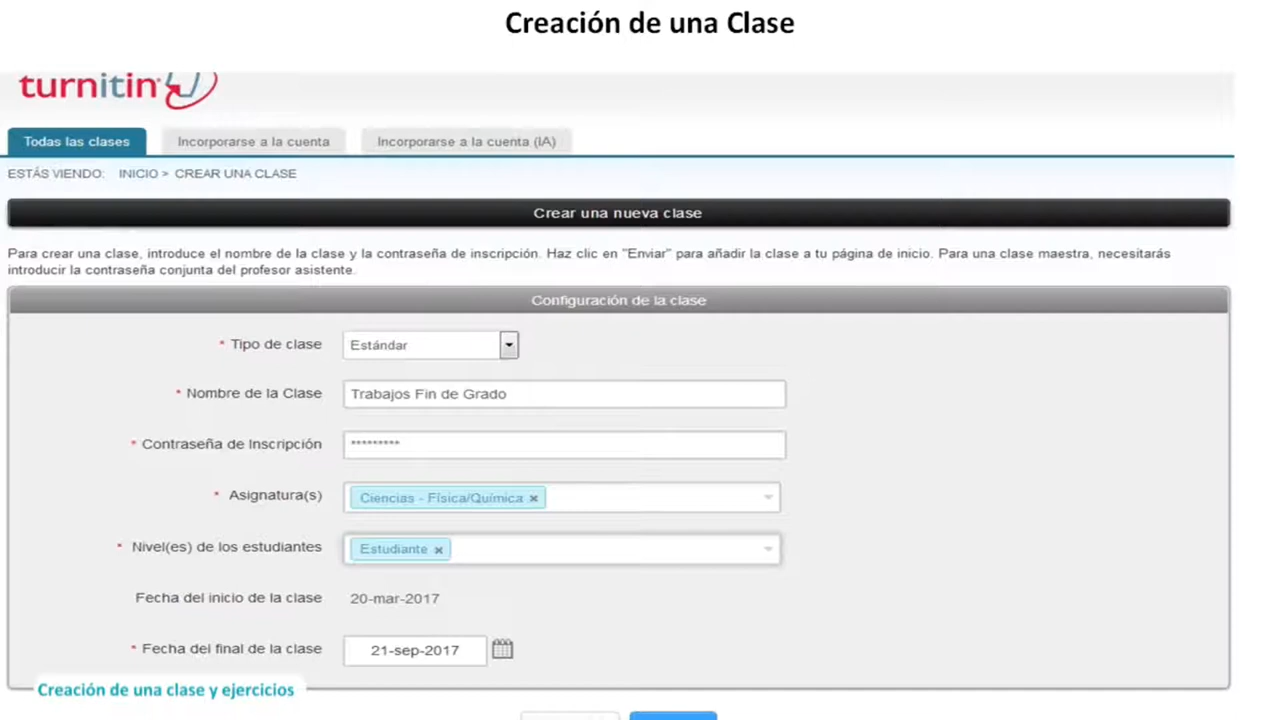 Creación de una Clase
turnitin
Todas las clases
Incorporarse a la cuenta
Incorporarse a la cuenta (IA)
ESTÁS VIENDO: INICIO > CREAR UNA CLASE
Crear una nueva clase
Para crear una clase, introduce el nombre de la clase y la contraseña de inscripción. Haz clic en "Enviar" para añadir la clase a tu página de inicio. Para una clase maestra, necesitarás
introducir la contraseña conjunta del profesor asistente.
Configuración de la clase
* Tipo de clase Estándar
* Nombre de la Clase Trabajos Fin de Grado
* Contraseña de Inscripción *********
* Asignatura(s) Ciencias - Física/Química ×
* Nivel(es) de los estudiantes Estudiante ×
Fecha del inicio de la clase 20-mar-2017
* Fecha del final de la clase 21-sep-2017
Creación de una clase y ejercicios